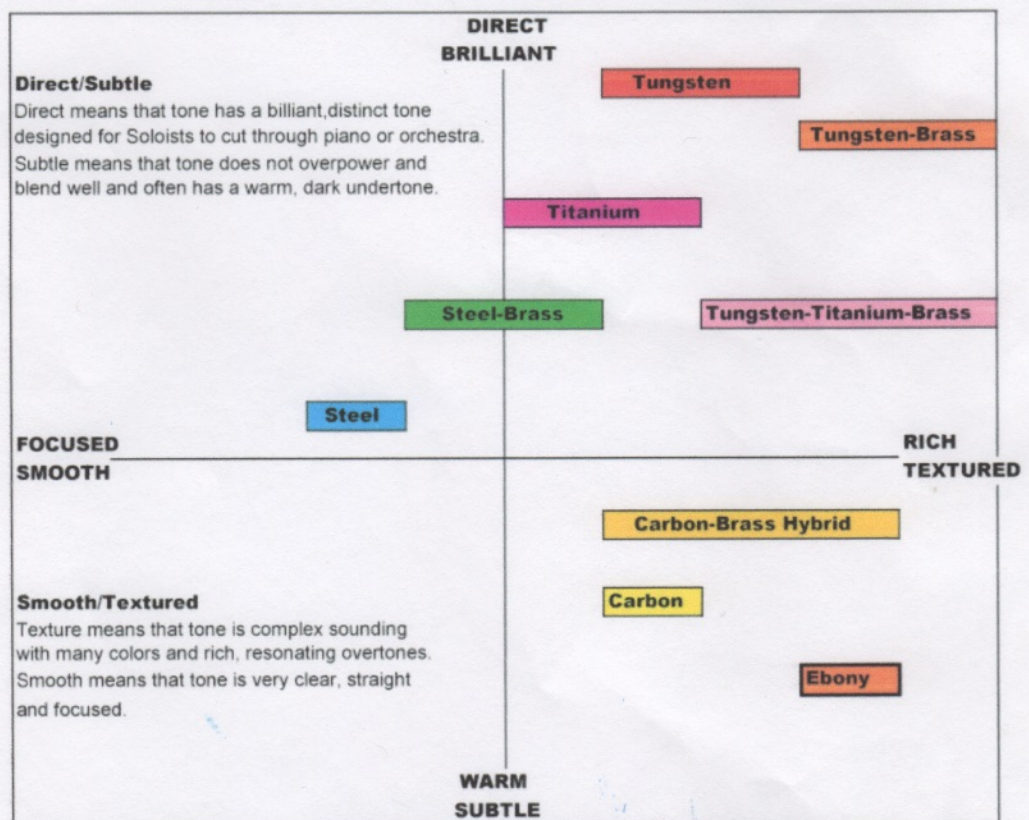 DIRECT
BRILLIANT
Direct/Subtle
Direct means that tone has a billiant,distinct tone
designed for Soloists to cut through piano or orchestra.
Subtle means that tone does not overpower and
blend well and often has a warm, dark undertone.
Tungsten
Tungsten-Brass
Titanium
Steel-Brass
Tungsten-Titanium-Brass
Steel
FOCUSED
SMOOTH
RICH
TEXTURED
Carbon-Brass Hybrid
Carbon
Ebony
Smooth/Textured
Texture means that tone is complex sounding
with many colors and rich, resonating overtones.
Smooth means that tone is very clear, straight
and focused.
WARM
SUBTLE